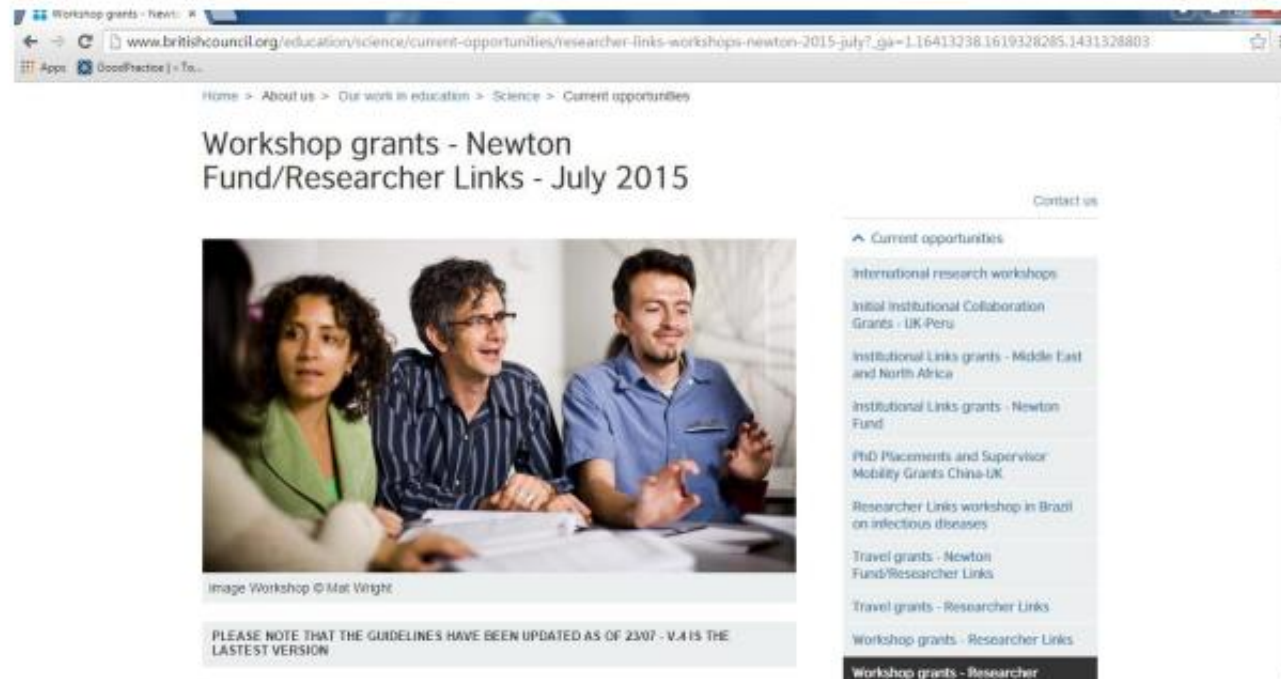 Workshop grants - Newt
www.britishcouncil.org/education/science/current-opportunities/researcher-links-workshops-newton-2015-july?_ga=1.16413238.1619328285.1431328803
Apps GoodPractice | - To...
Home > About us > Our work in education > Science > Current opportunities
Workshop grants - Newton
Fund/Researcher Links - July 2015
Contact us
Current opportunities
International research workshops
Initial Institutional Collaboration
Grants - UK-Peru
Institutional Links grants - Middle East
and North Africa
Institutional Links grants - Newton
Fund
PhD Placements and Supervisor
Mobility Grants China-UK
Researcher Links workshop in Brazil
on infectious diseases
Travel grants - Newton
Fund/Researcher Links
Travel grants - Researcher Links
Workshop grants - Researcher Links
Workshop grants - Researcher
Image Workshop © Mat Wright
PLEASE NOTE THAT THE GUIDELINES HAVE BEEN UPDATED AS OF 23/07 - V.4 IS THE
LASTEST VERSION